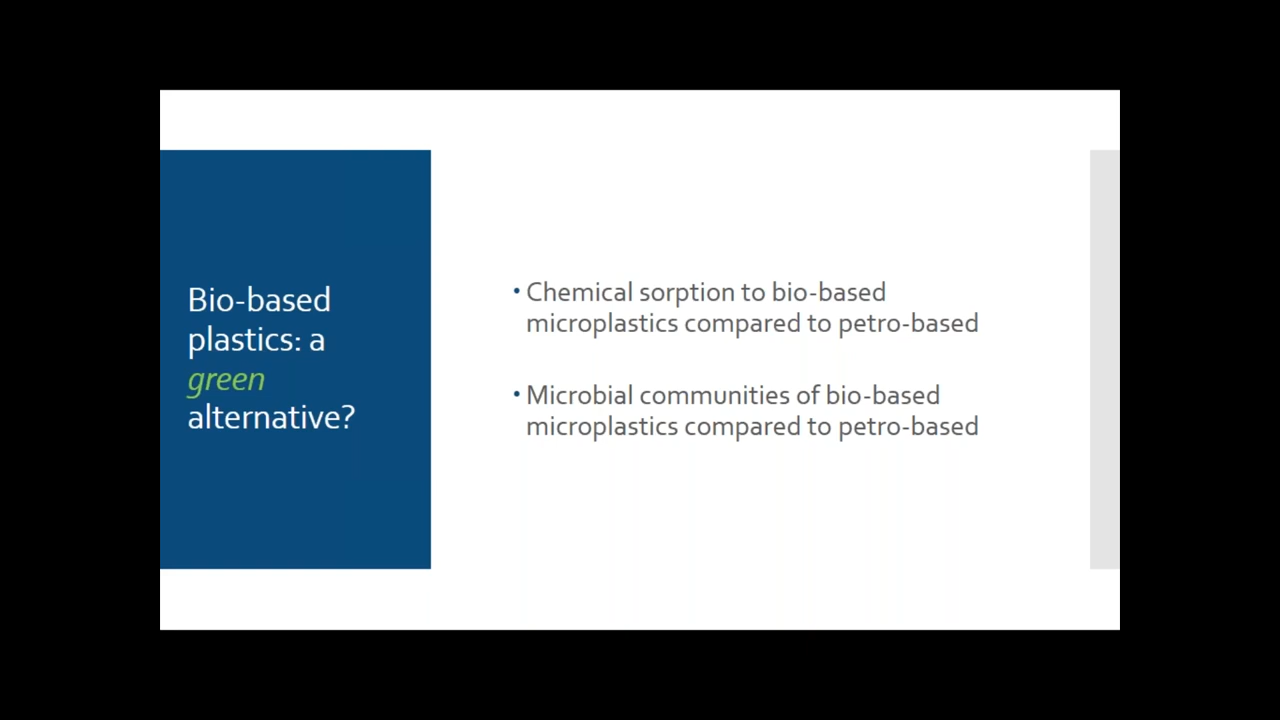 Bio-based
plastics: a
green
alternative?
• Chemical sorption to bio-based
microplastics compared to petro-based
• Microbial communities of bio-based
microplastics compared to petro-based